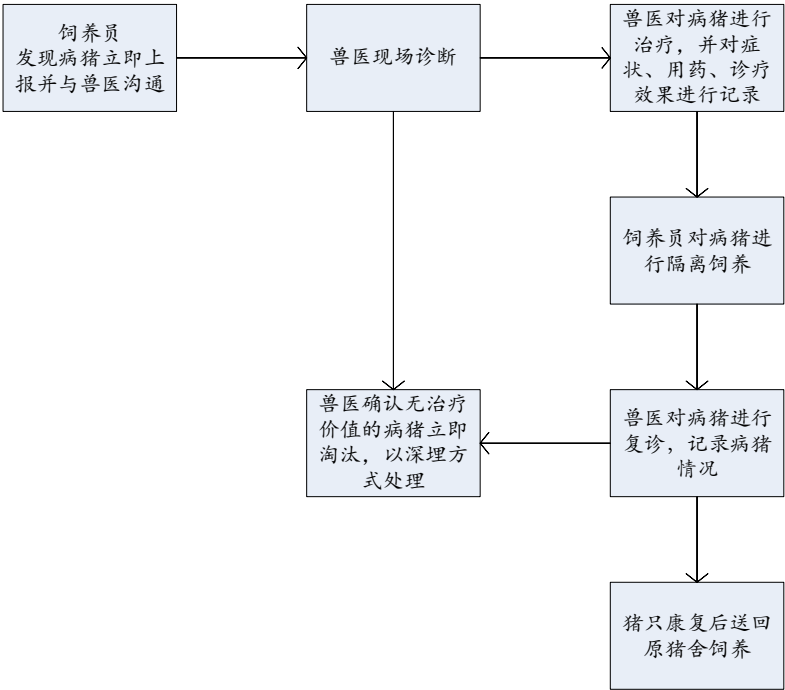 饲养员
发现病猪立即上
报并与兽医沟通
兽医现场诊断
兽医对病猪进行
治疗，并对症
状、用药、诊疗
效果进行记录
饲养员对病猪进
行隔离饲养
兽医确认无治疗
价值的病猪立即
淘汰，以深埋方
式处理
兽医对病猪进行
复诊，记录病猪
情况
猪只康复后送回
原猪舍饲养